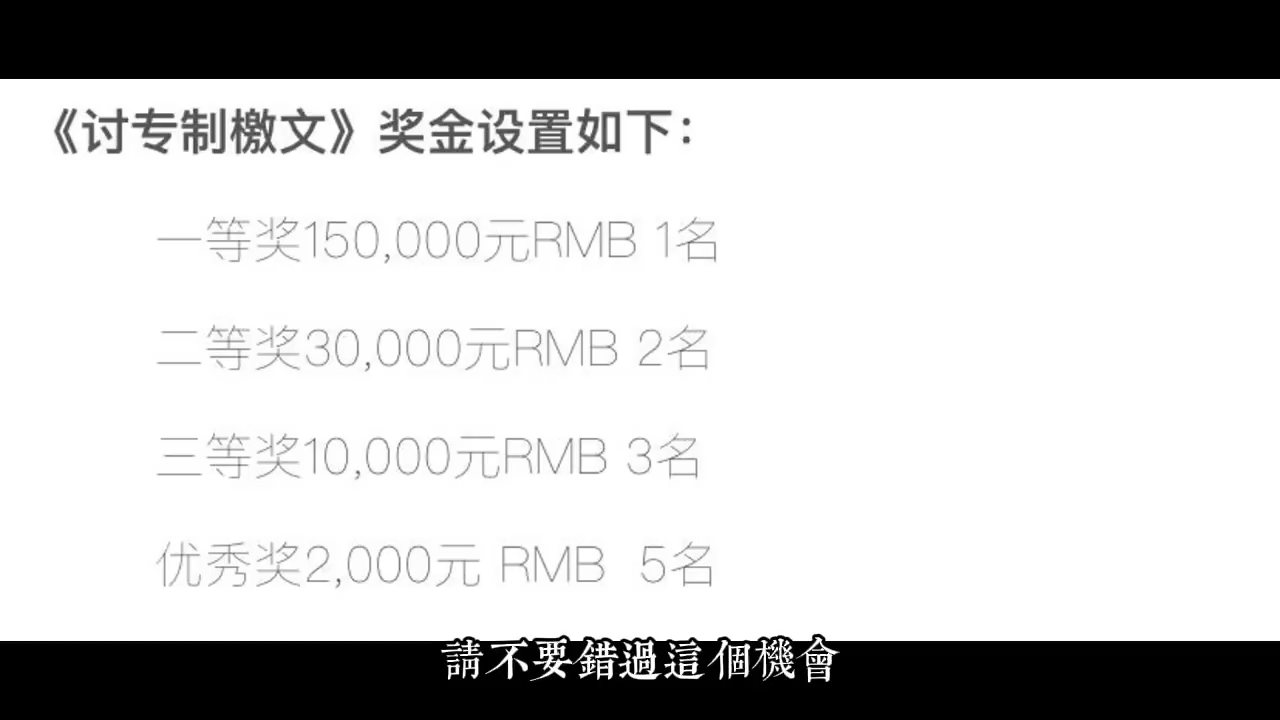 《讨专制檄文》奖金设置如下：
一等奖150,000元RMB 1名
二等奖30,000元RMB 2名
三等奖10,000元RMB 3名
优秀奖2,000元 RMB 5名
請不要錯過這個機會